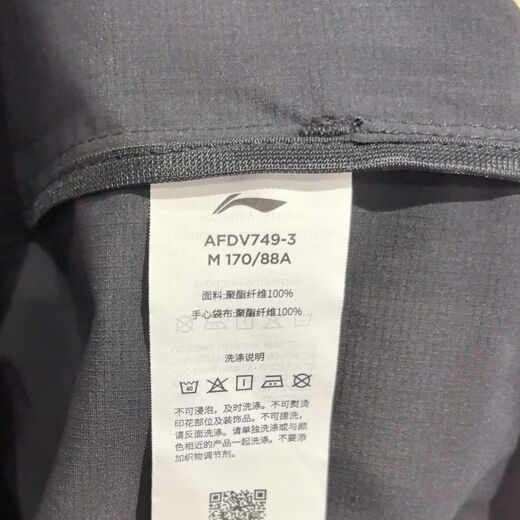 AFDV749-3
M 170/88A
面料:聚酯纤维100%
手心袋布:聚酯纤维100%
洗涤说明
40
不可浸泡，及时洗涤。不可熨烫
印花部位及装饰品。不可搓洗，
请反面洗涤。请单独洗涤或与颜
色相近的产品一起洗涤。不要添
加织物调节剂。